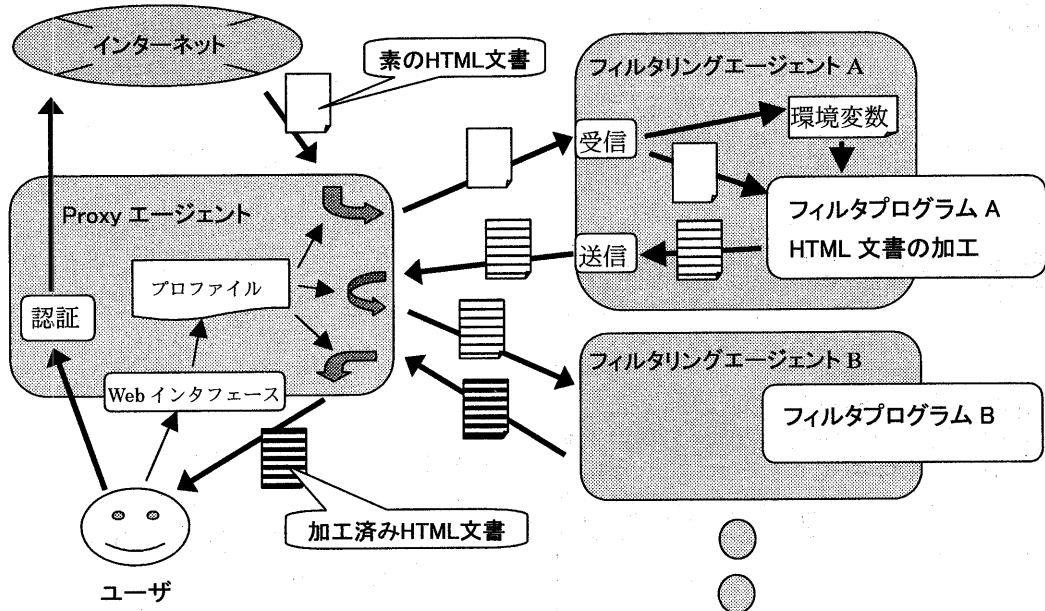 インターネット
素のHTML文書
フィルタリングエージェント A
受信
環境変数
Proxy エージェント
フィルタプログラム A
HTML 文書の加工
送信
プロファイル
認証
フィルタリングエージェント B
Web インタフェース
フィルタプログラム B
加工済みHTML文書
ユーザ